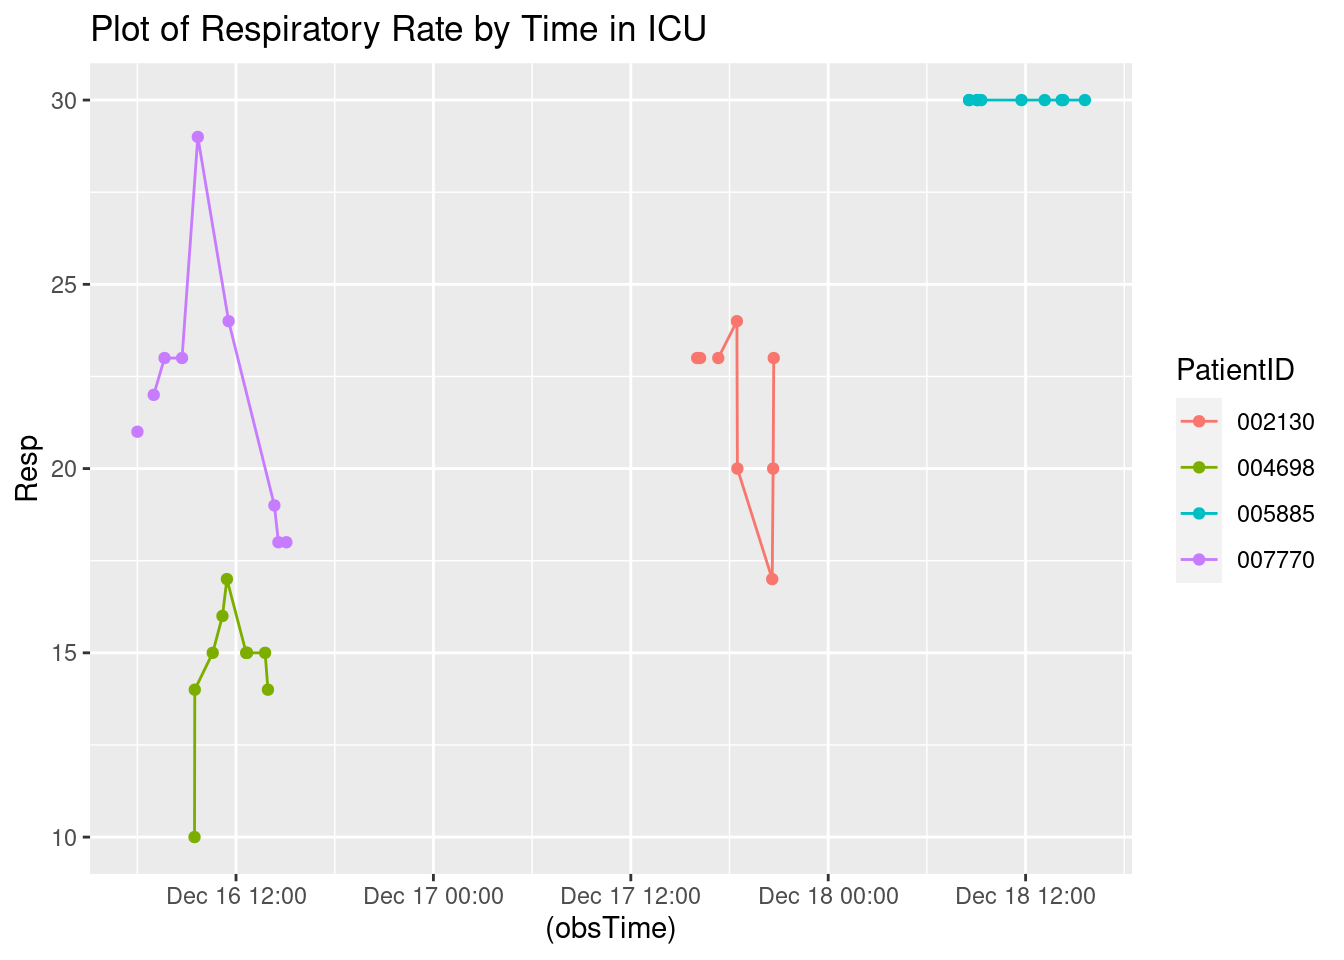 Plot of Respiratory Rate by Time in ICU
30
25
20
15
10
Resp
Dec 16 12:00
Dec 17 00:00
Dec 17 12:00
Dec 18 00:00
Dec 18 12:00
(obsTime)
PatientID
002130
004698
005885
007770